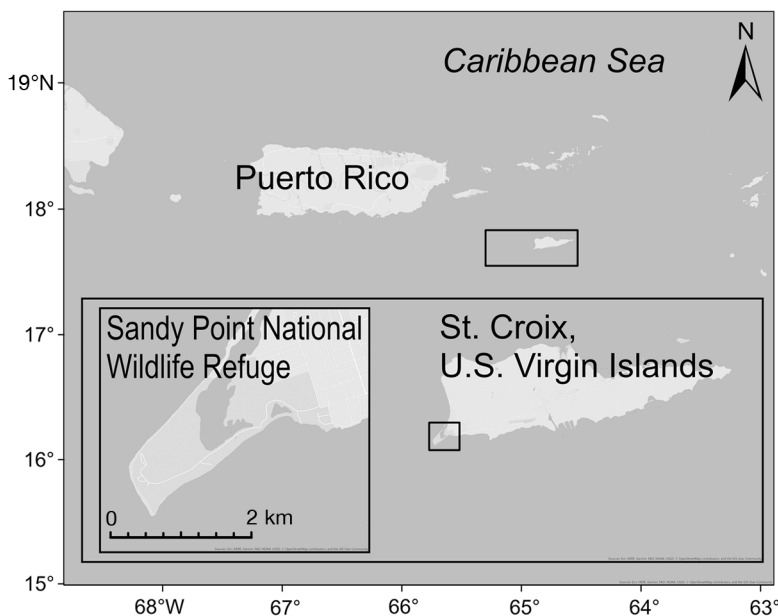 N
Caribbean Sea
19°N
Puerto Rico
18°
17°
Sandy Point National
Wildlife Refuge
St. Croix,
U.S. Virgin Islands
16°
0
2 km
15°
68°W
67°
66°
65°
64°
63°